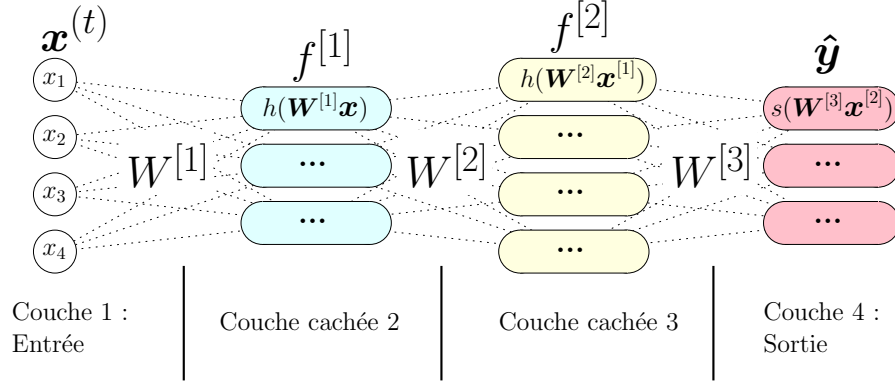 𝒙^(t)
f^[1]
f^[2]
𝒚̂
x₁
x₂
x₃
x₄
h(𝑾^[1]𝒙)
...
...
h(𝑾^[2]𝒙^[1])
...
...
...
s(𝑾^[3]𝒙^[2])
...
...
W^[1]
W^[2]
W^[3]
Couche 1 :
Entrée
Couche cachée 2
Couche cachée 3
Couche 4 :
Sortie